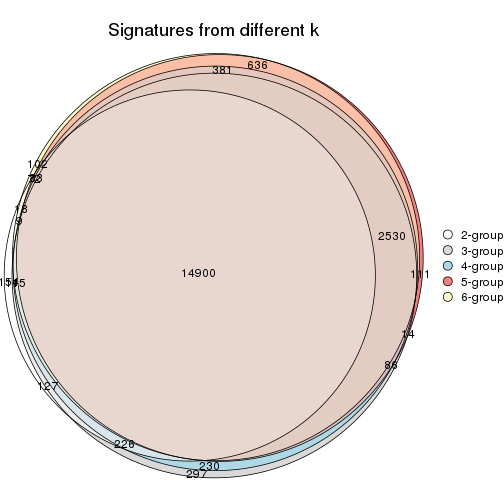 Signatures from different k
636
381
102
18
9
2530
14900
111
14
86
127
226
230
297
2-group
3-group
4-group
5-group
6-group